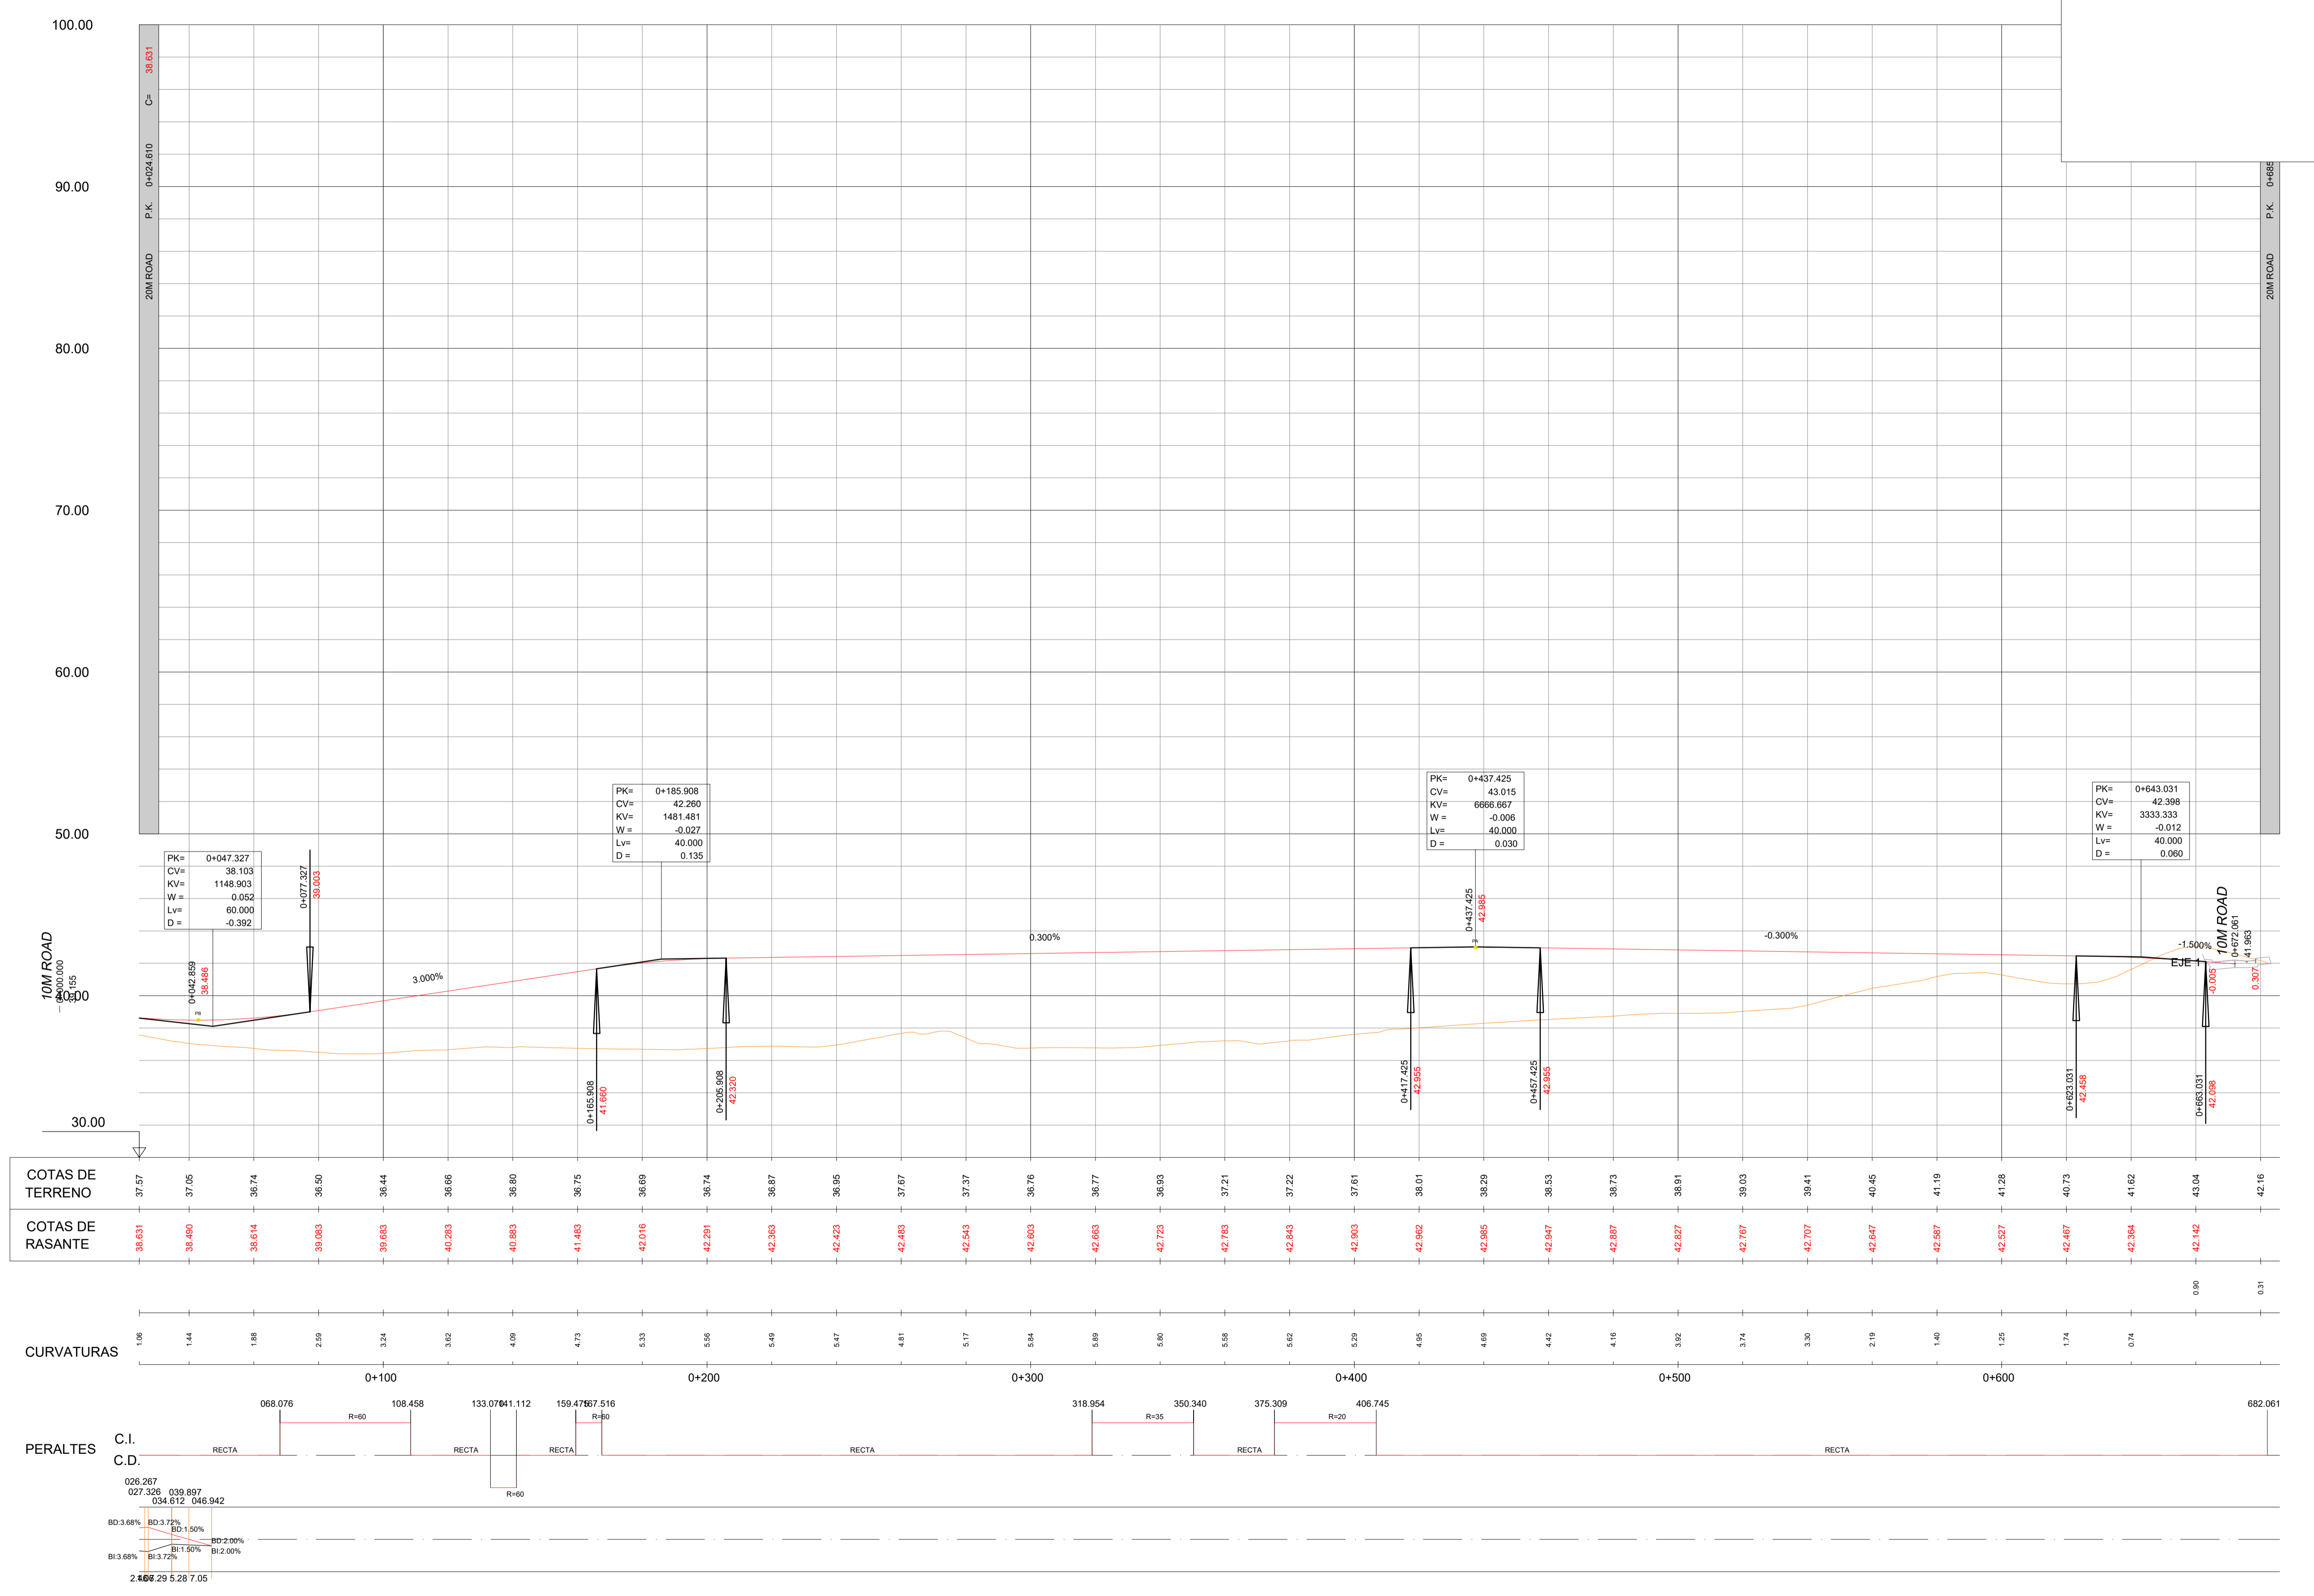 100.00
90.00
80.00
70.00
60.00
50.00
40.00
30.00
20M ROAD P.K. 0+024.610 C= 38.631
20M ROAD P.K.
PK= 0+047.327
CV= 38.103
KV= 1148.903
W = 0.052
Lv= 60.000
D = -0.392
PK= 0+185.908
CV= 42.260
KV= 1481.481
W = -0.027
Lv= 40.000
D = 0.135
PK= 0+437.425
CV= 43.015
KV= 6666.667
W = -0.006
Lv= 40.000
D = 0.030
PK= 0+643.031
CV= 42.398
KV= 3333.333
W = -0.012
Lv= 40.000
D = 0.060
10M ROAD
0+042.859
38.486
PB
0+077.327
39.003
3.000%
0+165.908
41.660
0+205.908
42.320
0.300%
0+417.425
42.955
0+437.425
42.985
PA
0+457.425
42.955
-0.300%
0+623.031
42.458
-1.500%
EJE 1
0+663.031
42.098
-0.005
10M ROAD
0+672.061
41.963
0.307
COTAS DE
TERRENO
37.57 37.05 36.74 36.50 36.44 36.66 36.80 36.75 36.69 36.74 36.87 36.95 37.67 37.37 36.76 36.77 36.93 37.21 37.22 37.61 38.01 38.29 38.53 38.73 38.91 39.03 39.41 40.45 41.19 41.28 40.73 41.62 43.04 42.16
COTAS DE
RASANTE
38.631 38.490 38.614 39.083 39.683 40.283 40.883 41.483 42.016 42.291 42.363 42.423 42.483 42.543 42.603 42.663 42.723 42.783 42.843 42.903 42.962 42.985 42.947 42.887 42.827 42.767 42.707 42.647 42.587 42.527 42.467 42.364 42.142
0.90 0.31
CURVATURAS
1.06 1.44 1.88 2.59 3.24 3.62 4.09 4.73 5.33 5.56 5.49 5.47 4.81 5.17 5.84 5.89 5.80 5.58 5.62 5.29 4.95 4.69 4.42 4.16 3.92 3.74 3.30 2.19 1.40 1.25 1.74 0.74
0+100 0+200 0+300 0+400 0+500 0+600
068.076 108.458 133.070 141.112 159.475 167.516 318.954 350.340 375.309 406.745 682.061
R=60 R=60 R=35 R=20
PERALTES
C.I.
C.D.
RECTA RECTA RECTA RECTA RECTA RECTA
R=60
026.267
027.326 039.897
034.612 046.942
BD:3.68% BD:3.72%
BD:1.50%
BD:2.00%
BI:1.50%
BI:2.00%
BI:3.68% BI:3.72%
5.28 7.05